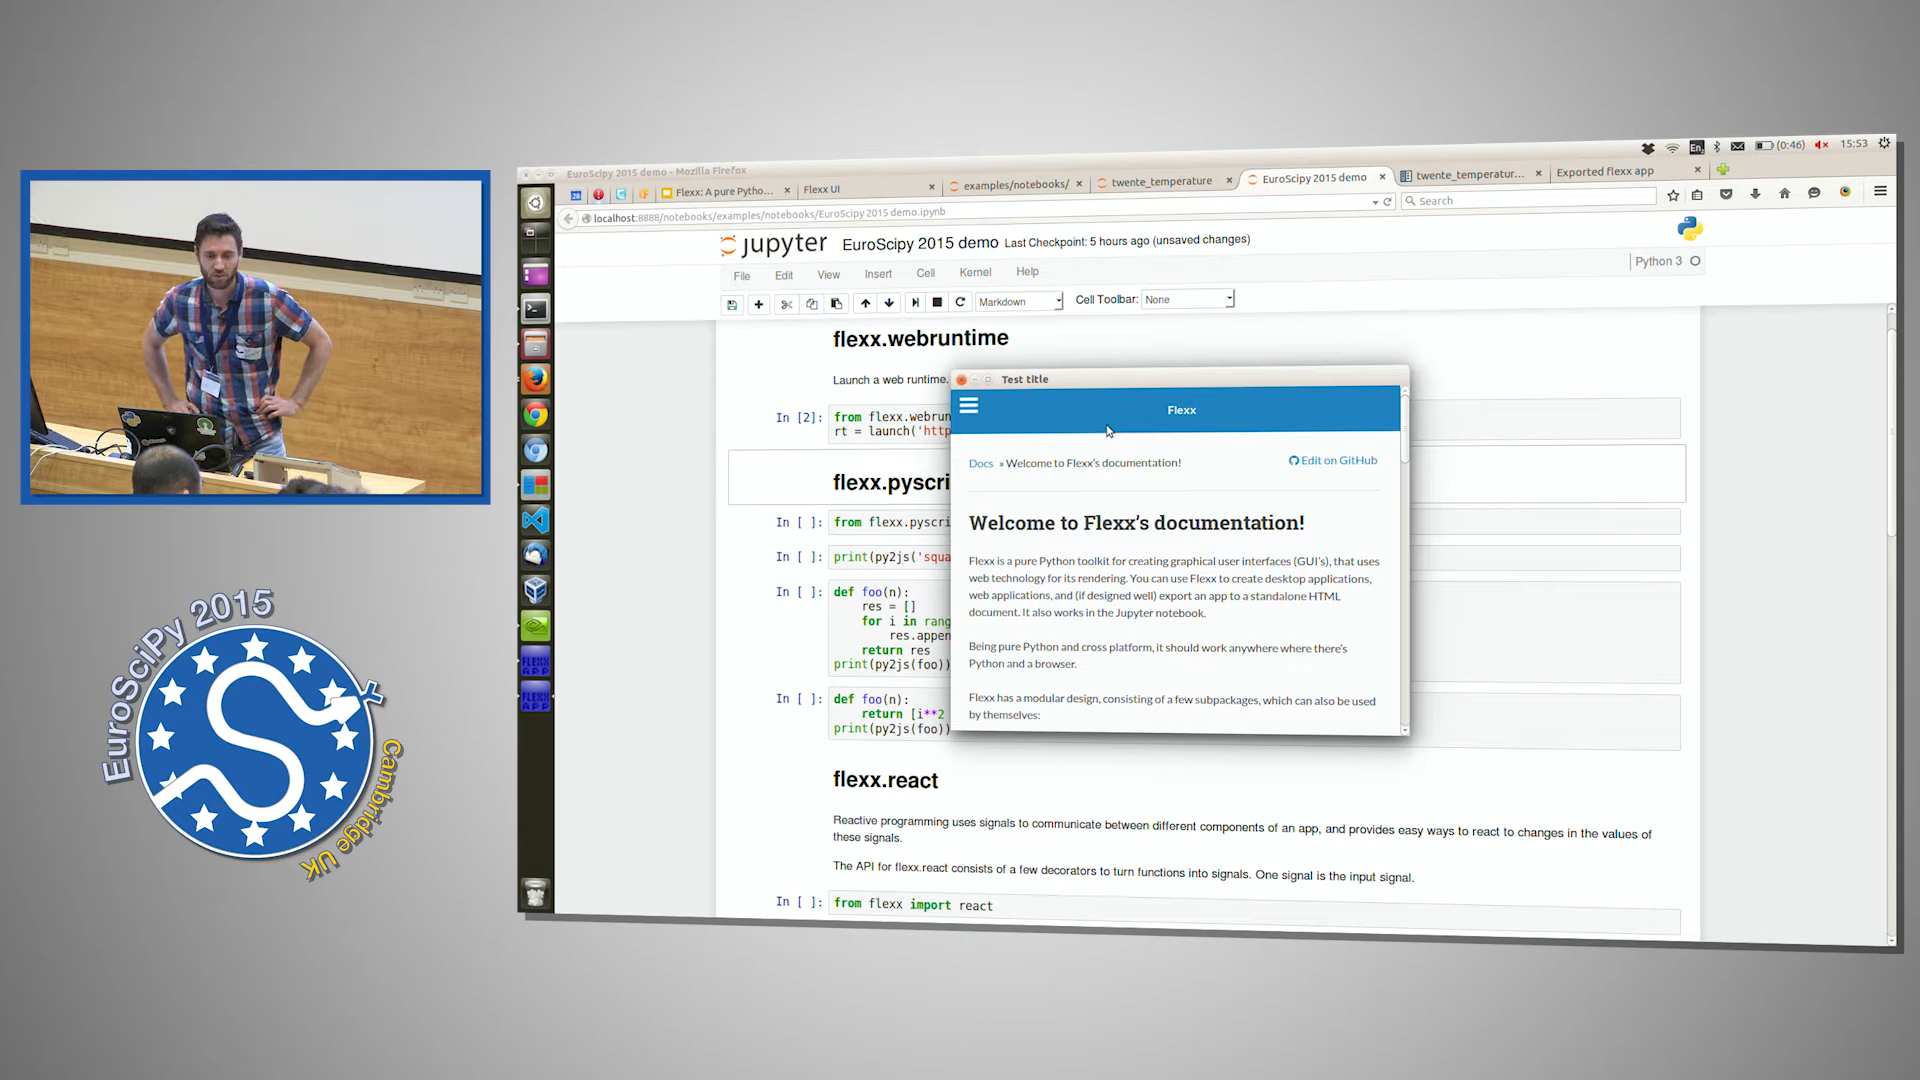 EuroSciPy 2015
Cambridge UK
EuroScipy 2015 demo - Mozilla Firefox
En
(0:46)
15:53
28
Flexx: A pure Pytho...
Flexx UI
examples/notebooks/
twente_temperature
EuroScipy 2015 demo
twente_temperatur...
Exported flexx app
localhost:8888/notebooks/examples/notebooks/EuroScipy 2015 demo.ipynb
Search
jupyter
EuroScipy 2015 demo Last Checkpoint: 5 hours ago (unsaved changes)
File Edit View Insert Cell Kernel Help
Python 3
Markdown
Cell Toolbar: None
flexx.webruntime
Launch a web runtime.
In [2]: from flexx.webrun
rt = launch('http
flexx.pyscri
In [ ]: from flexx.pyscri
In [ ]: print(py2js('squa
In [ ]: def foo(n):
res = []
for i in rang
res.appen
return res
print(py2js(foo))
In [ ]: def foo(n):
return [i**2
print(py2js(foo))
flexx.react
Reactive programming uses signals to communicate between different components of an app, and provides easy ways to react to changes in the values of
these signals.
The API for flexx.react consists of a few decorators to turn functions into signals. One signal is the input signal.
In [ ]: from flexx import react
Test title
Flexx
Docs » Welcome to Flexx's documentation!
Edit on GitHub
Welcome to Flexx's documentation!
Flexx is a pure Python toolkit for creating graphical user interfaces (GUI's), that uses
web technology for its rendering. You can use Flexx to create desktop applications,
web applications, and (if designed well) export an app to a standalone HTML
document. It also works in the Jupyter notebook.
Being pure Python and cross platform, it should work anywhere where there's
Python and a browser.
Flexx has a modular design, consisting of a few subpackages, which can also be used
by themselves:
FLEXX
APP
FLEXX
APP